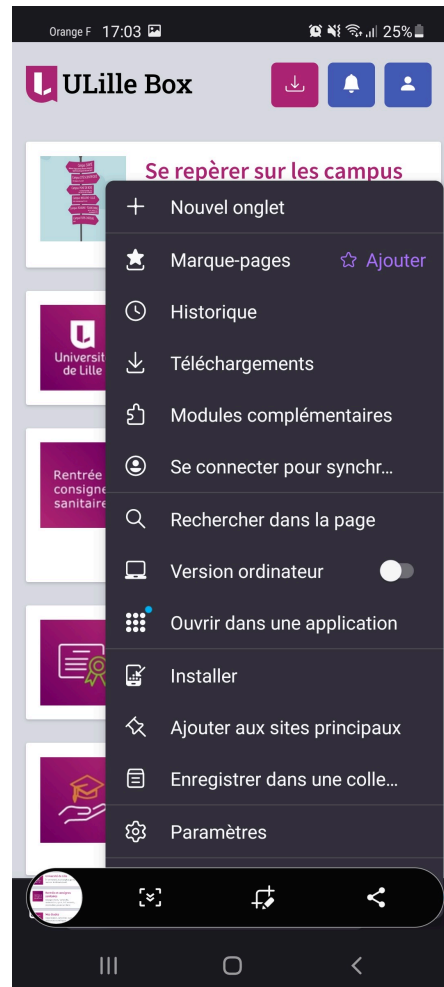 Orange F 17:03 25%
ULille Box
Se repèrer sur les campus
Nouvel onglet
Marque-pages Ajouter
Historique
Universit
de Lille
Téléchargements
Modules complémentaires
Se connecter pour synchr...
Rentrée
consigne
sanitaire
Rechercher dans la page
Version ordinateur
Ouvrir dans une application
Installer
Ajouter aux sites principaux
Enregistrer dans une colle...
Paramètres